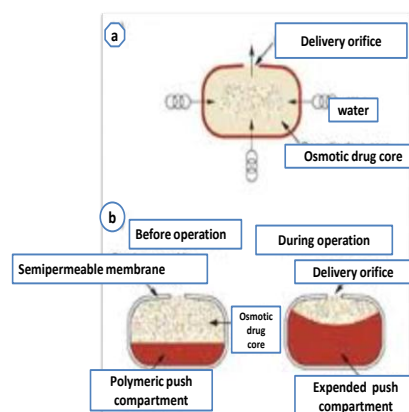 a
Delivery orifice
water
Osmotic drug core
b
Before operation
During operation
Semipermeable membrane
Delivery orifice
Osmotic
drug
core
Polymeric push
compartment
Expended push
compartment